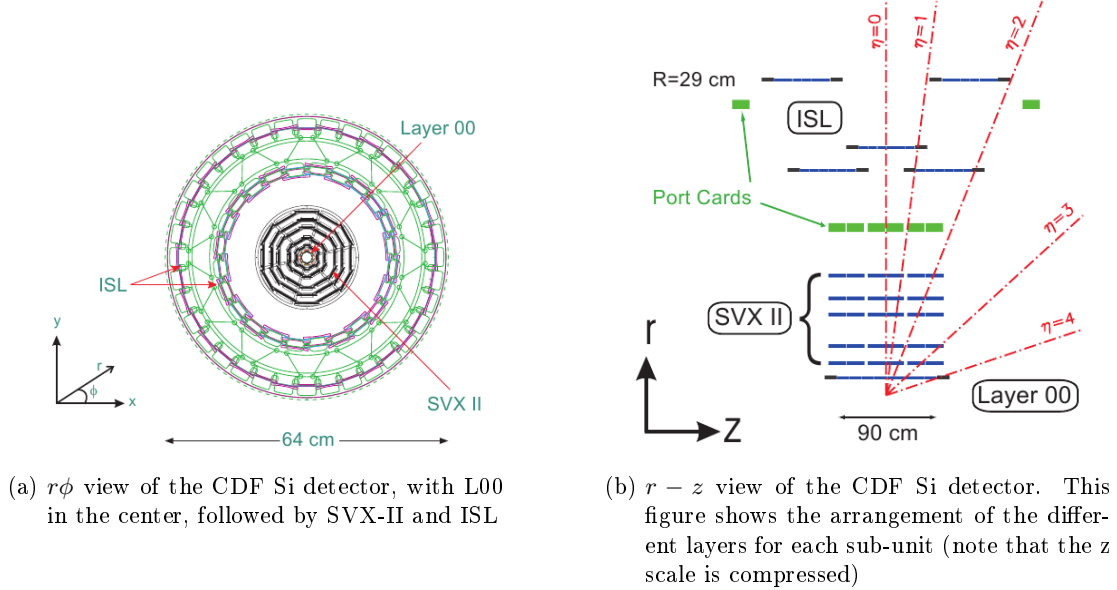 Layer 00
ISL
SVX II
y
r
ϕ
x
64 cm
(a) rϕ view of the CDF Si detector, with L00
in the center, followed by SVX-II and ISL
η=0
η=1
η=2
R=29 cm
ISL
Port Cards
η=3
SVX II
η=4
r
Z
Layer 00
90 cm
(b) r − z view of the CDF Si detector. This
figure shows the arrangement of the differ-
ent layers for each sub-unit (note that the z
scale is compressed)